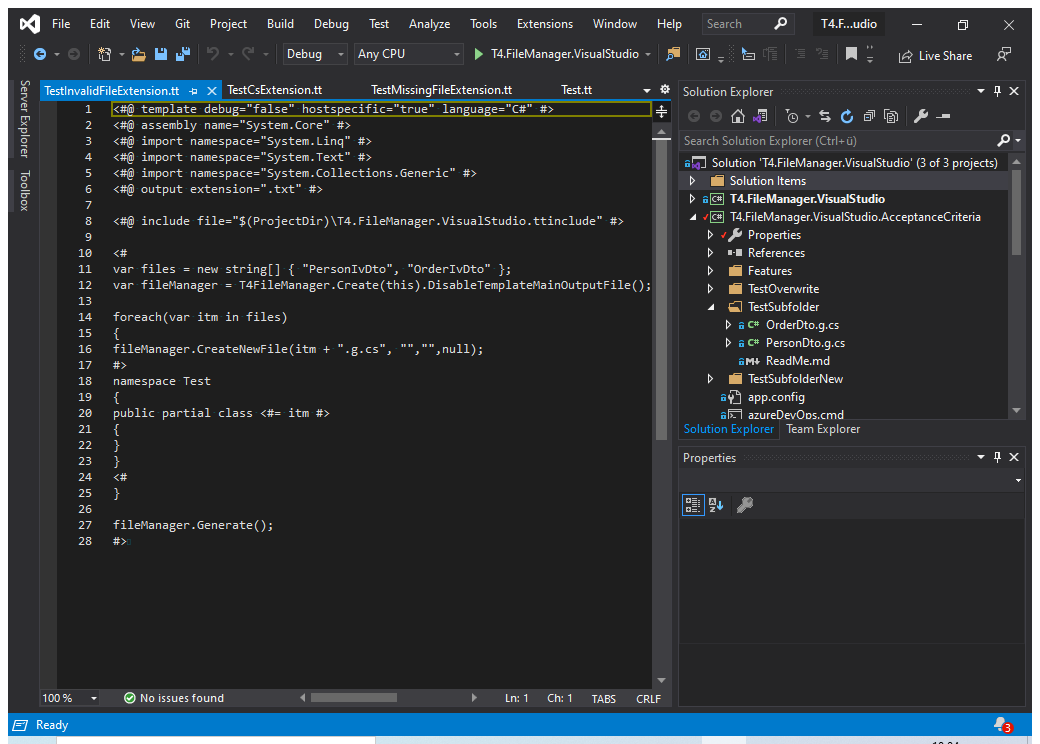 File Edit View Git Project Build Debug Test Analyze Tools Extensions Window Help Search T4.F...udio
Debug Any CPU T4.FileManager.VisualStudio Live Share
Server Explorer
Toolbox
TestInvalidFileExtension.tt TestCsExtension.tt TestMissingFileExtension.tt Test.tt
1 <#@ template debug="false" hostspecific="true" language="C#" #>
2 <#@ assembly name="System.Core" #>
3 <#@ import namespace="System.Linq" #>
4 <#@ import namespace="System.Text" #>
5 <#@ import namespace="System.Collections.Generic" #>
6 <#@ output extension=".txt" #>
7
8 <#@ include file="$(ProjectDir)\T4.FileManager.VisualStudio.ttinclude" #>
9
10 <#
11 var files = new string[] { "PersonIvDto", "OrderIvDto" };
12 var fileManager = T4FileManager.Create(this).DisableTemplateMainOutputFile();
13
14 foreach(var itm in files)
15 {
16 fileManager.CreateNewFile(itm + ".g.cs", "","",null);
17 #>
18 namespace Test
19 {
20 public partial class <#= itm #>
21 {
22 }
23 }
24 <#
25 }
26
27 fileManager.Generate();
28 #>
100 % No issues found Ln: 1 Ch: 1 TABS CRLF
Solution Explorer
Search Solution Explorer (Ctrl+ü)
Solution 'T4.FileManager.VisualStudio' (3 of 3 projects)
Solution Items
C# T4.FileManager.VisualStudio
C# T4.FileManager.VisualStudio.AcceptanceCriteria
Properties
References
Features
TestOverwrite
TestSubfolder
C# OrderDto.g.cs
C# PersonDto.g.cs
M↓ ReadMe.md
TestSubfolderNew
app.config
azureDevOps.cmd
Solution Explorer Team Explorer
Properties
Ready 3